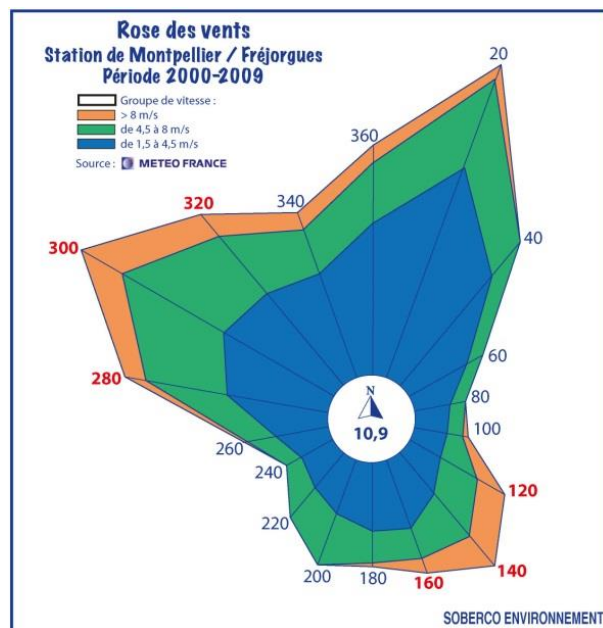 Rose des vents
Station de Montpellier / Fréjorgues
Période 2000-2009
Groupe de vitesse :
> 8 m/s
de 4,5 à 8 m/s
de 1,5 à 4,5 m/s
Source : METEO FRANCE
20
360
340
320
300
40
280
60
80
100
260
240
120
220
140
200
180
160
N
10,9
SOBERCO ENVIRONNEMENT